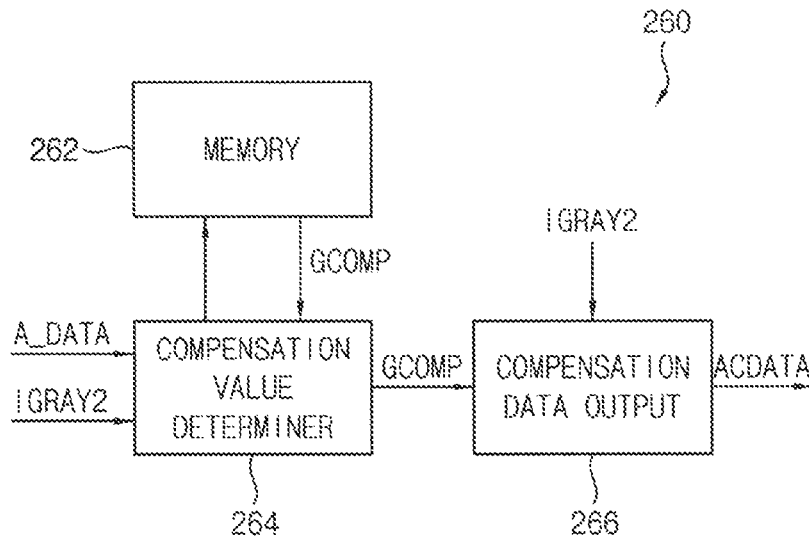 260
262
MEMORY
GCOMP
IGRAY2
A_DATA
IGRAY2
COMPENSATION
VALUE
DETERMINER
GCOMP
COMPENSATION
DATA OUTPUT
ACDATA
264
266